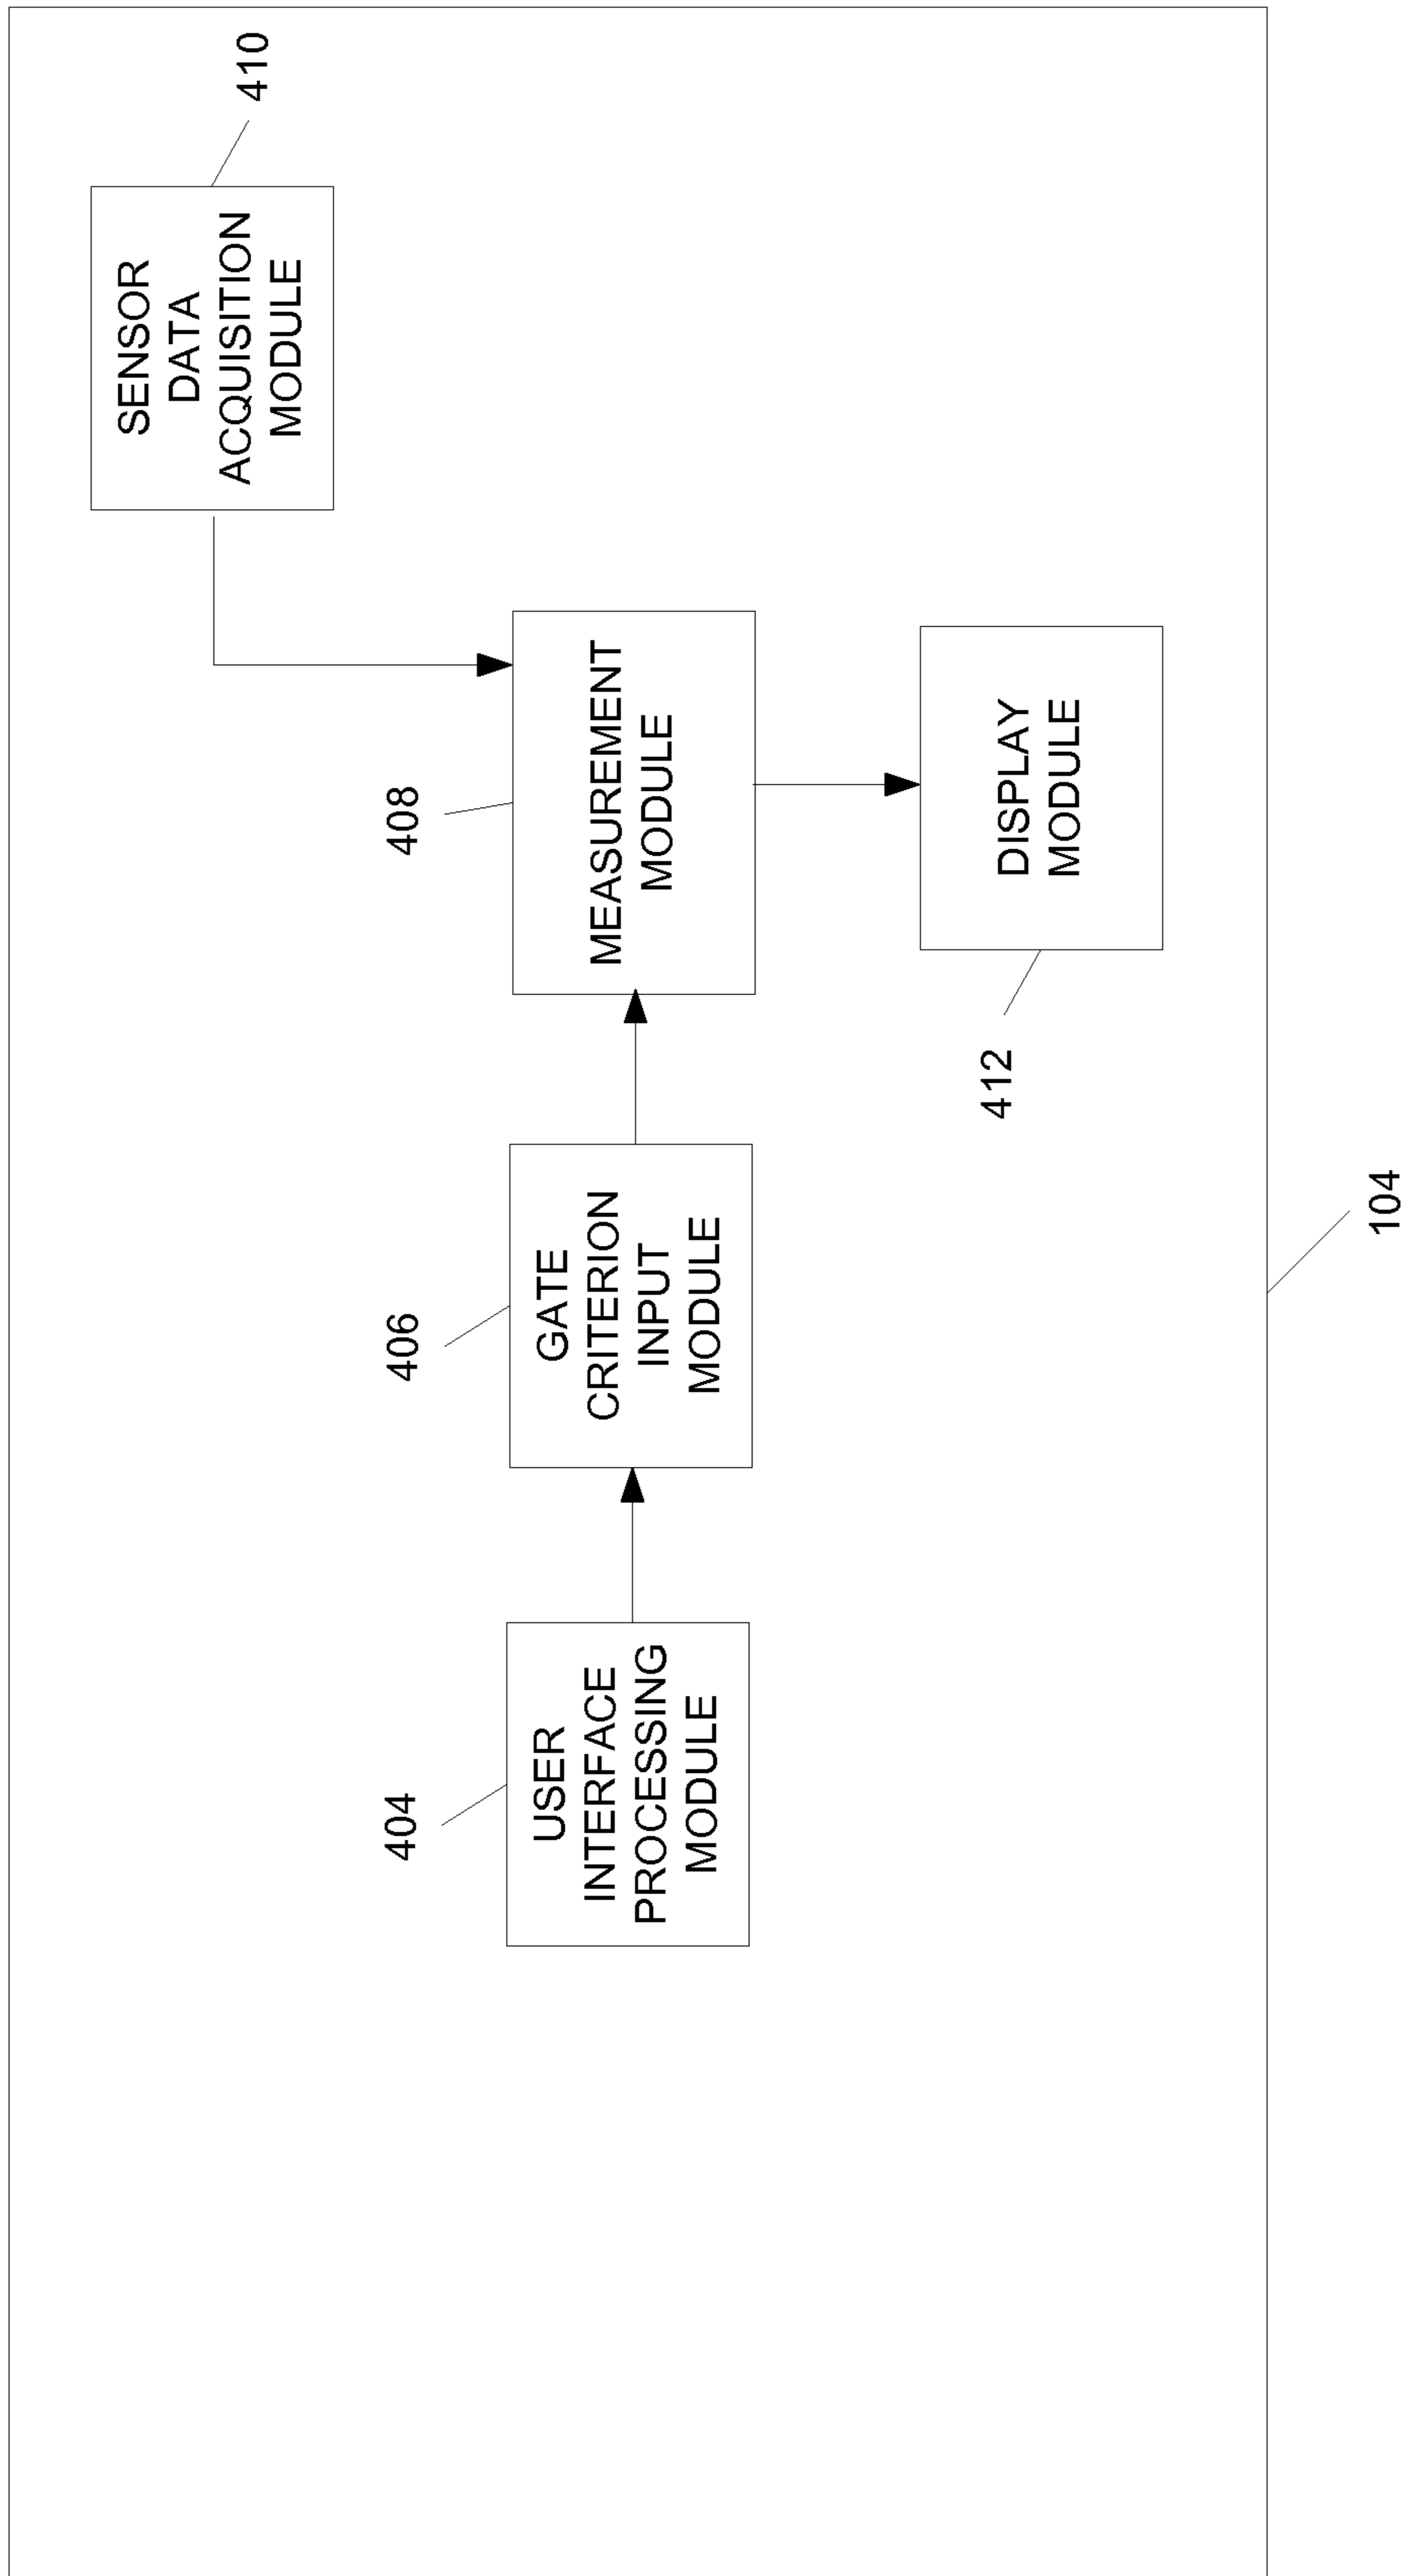 410
SENSOR
DATA
ACQUISITION
MODULE
404
406
408
USER
INTERFACE
PROCESSING
MODULE
GATE
CRITERION
INPUT
MODULE
MEASUREMENT
MODULE
412
DISPLAY
MODULE
104